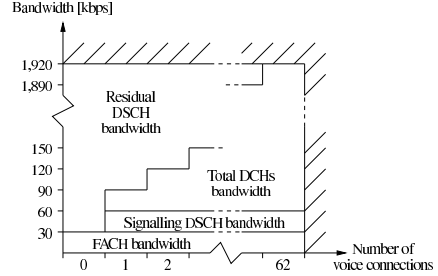 Bandwidth [kbps]
1,920
1,890
Residual
DSCH
bandwidth
150
120
Total DCHs
bandwidth
90
60
Signalling DSCH bandwidth
30
FACH bandwidth
0 1 2 62
Number of
voice connections